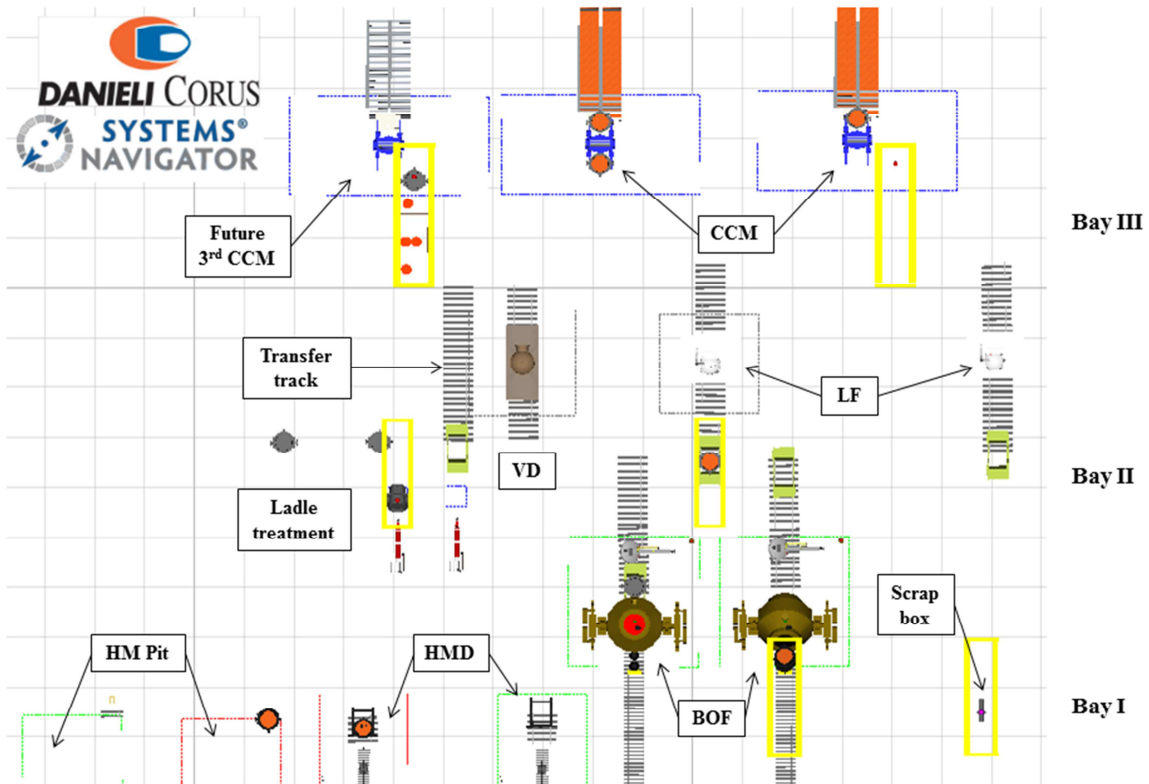 DANIELI CORUS
SYSTEMS®
NAVIGATOR
Future
3rd CCM
CCM
Bay III
Transfer
track
LF
VD
Bay II
Ladle
treatment
Scrap
box
HM Pit
HMD
BOF
Bay I